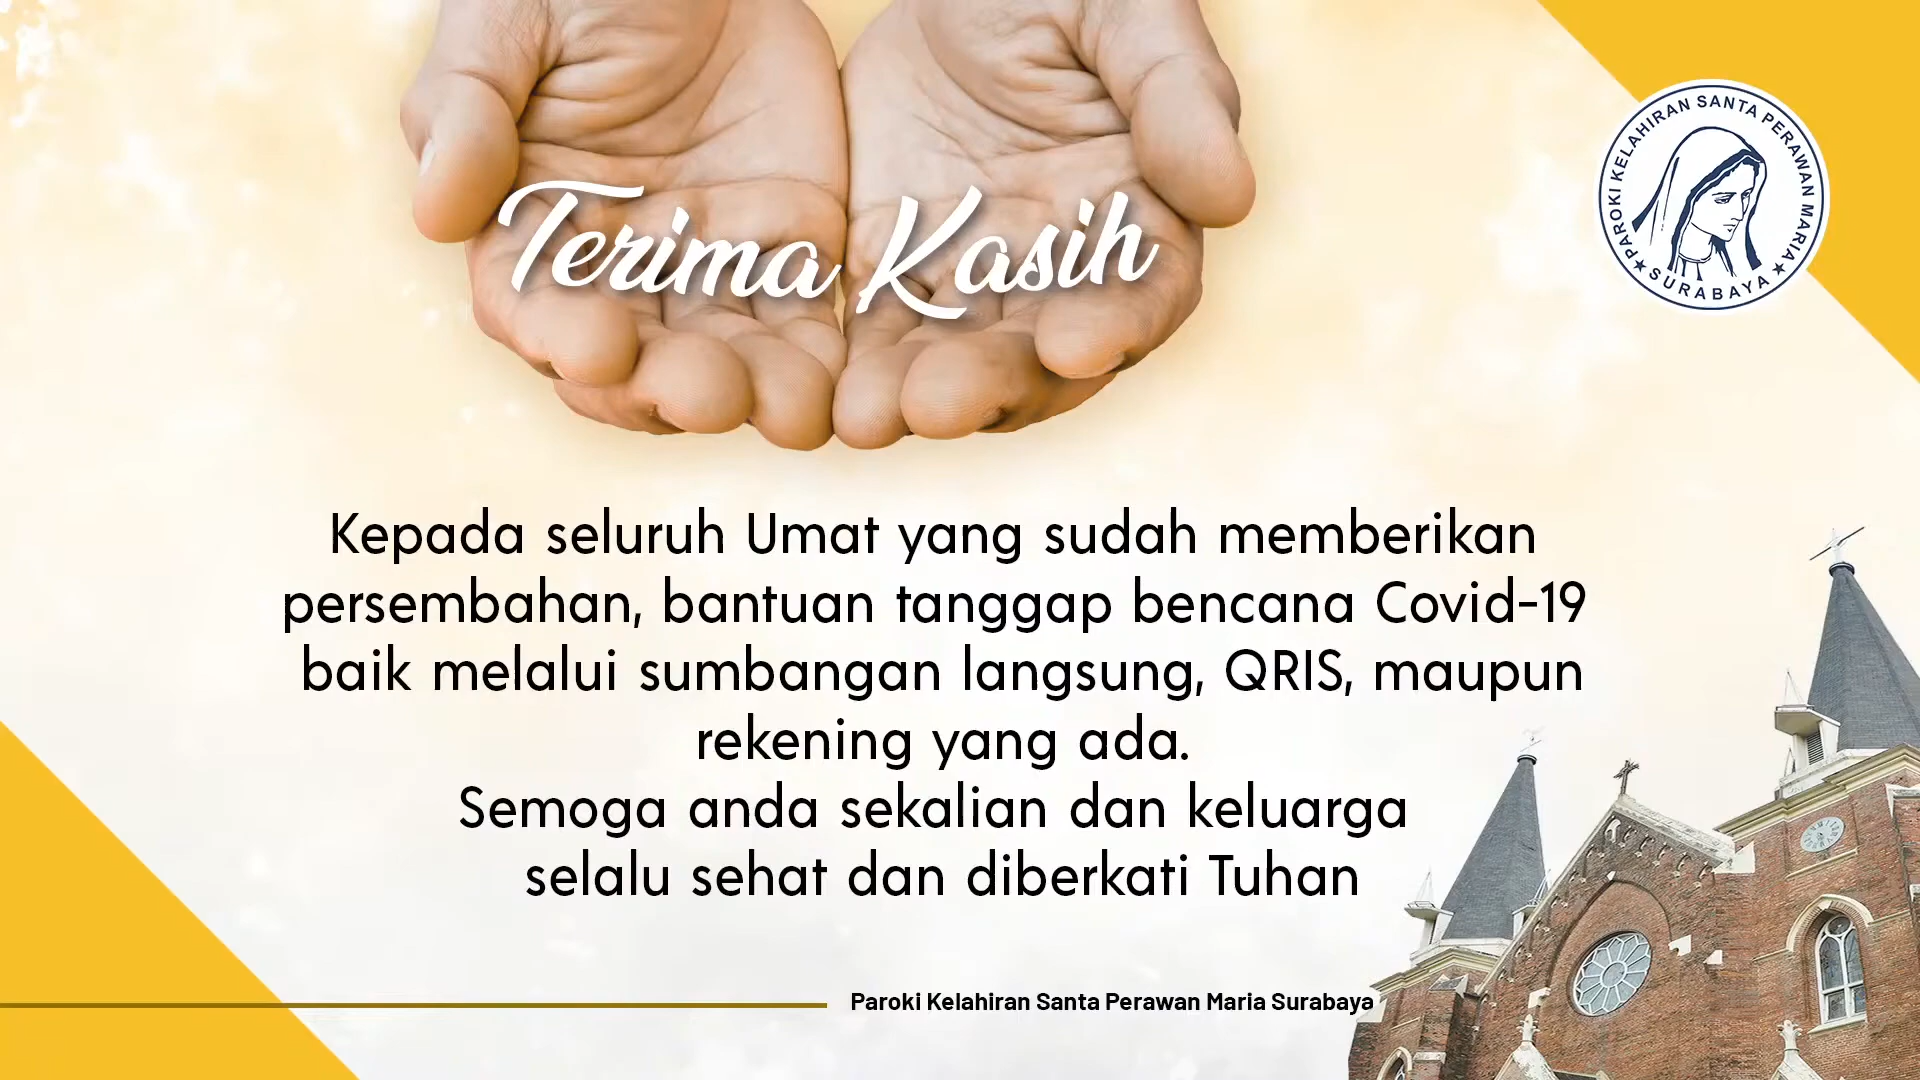 Terima Kasih
PAROKI KELAHIRAN SANTA PERAWAN MARIA
SURABAYA
Kepada seluruh Umat yang sudah memberikan
persembahan, bantuan tanggap bencana Covid-19
baik melalui sumbangan langsung, QRIS, maupun
rekening yang ada.
Semoga anda sekalian dan keluarga
selalu sehat dan diberkati Tuhan
Paroki Kelahiran Santa Perawan Maria Surabaya